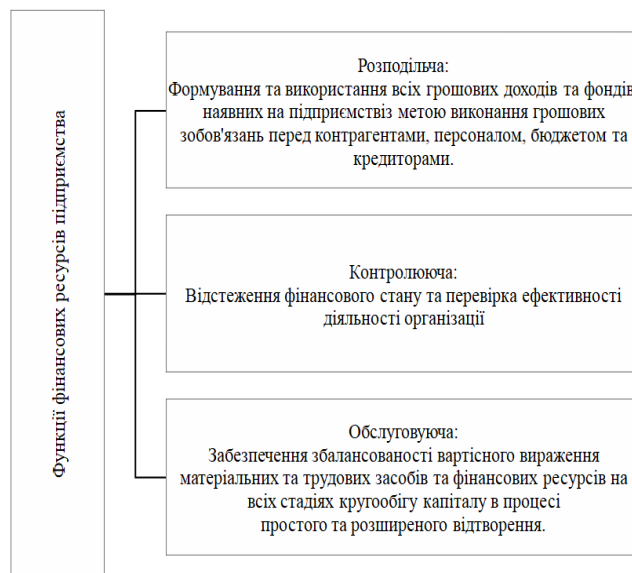 Функції фінансових ресурсів підприємства
Розподільча:
Формування та використання всіх грошових доходів та фондів
наявних на підприємствіз метою виконання грошових
зобов'язань перед контрагентами, персоналом, бюджетом та
кредиторами.
Контролююча:
Відстеження фінансового стану та перевірка ефективності
діяльності організації
Обслуговуюча:
Забезпечення збалансованості вартісного вираження
матеріальних та трудових засобів та фінансових ресурсів на
всіх стадіях кругообігу капіталу в процесі
простого та розширеного відтворення.